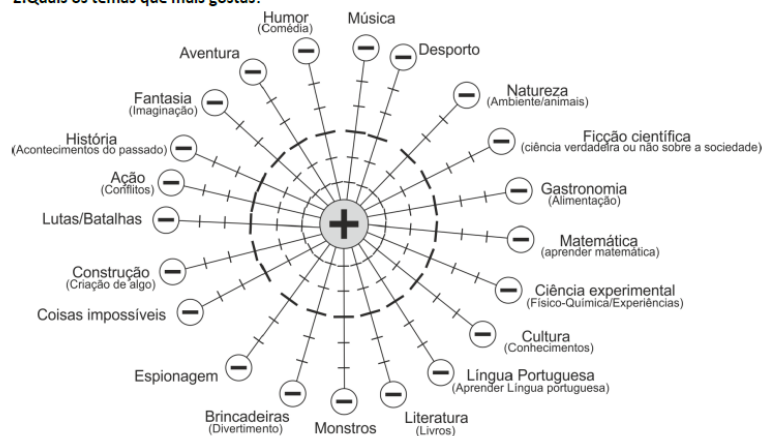 2.Quais os temas que mais gostas?
Humor
(Comédia)
Música
Desporto
Natureza
(Ambiente/animais)
Ficção científica
(ciência verdadeira ou não sobre a sociedade)
Gastronomia
(Alimentação)
Matemática
(aprender matemática)
Ciência experimental
(Físico-Química/Experiências)
Cultura
(Conhecimentos)
Língua Portuguesa
(Aprender Língua portuguesa)
Literatura
(Livros)
Monstros
Brincadeiras
(Divertimento)
Espionagem
Coisas impossíveis
Construção
(Criação de algo)
Lutas/Batalhas
Ação
(Conflitos)
História
(Acontecimentos do passado)
Fantasia
(Imaginação)
Aventura